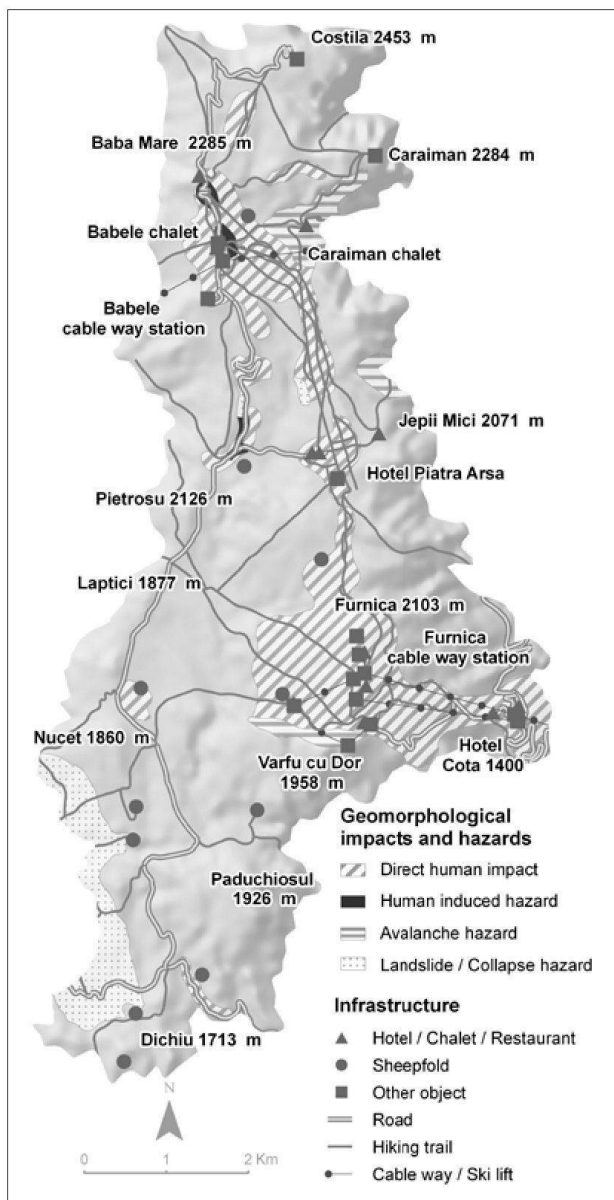 Costila 2453 m
Baba Mare 2285 m
Caraiman 2284 m
Babele chalet
Caraiman chalet
Babele
cable way station
Jepii Mici 2071 m
Hotel Piatra Arsa
Pietrosu 2126 m
Laptici 1877 m
Furnica 2103 m
Furnica
cable way station
Nucet 1860 m
Hotel
Cota 1400
Varfu cu Dor
1958 m
Paduchiosul
1926 m
Dichiu 1713 m
Geomorphological
impacts and hazards
Direct human impact
Human induced hazard
Avalanche hazard
Landslide / Collapse hazard
Infrastructure
Hotel / Chalet / Restaurant
Sheepfold
Other object
Road
Hiking trail
Cable way / Ski lift
N
0 1 2 Km